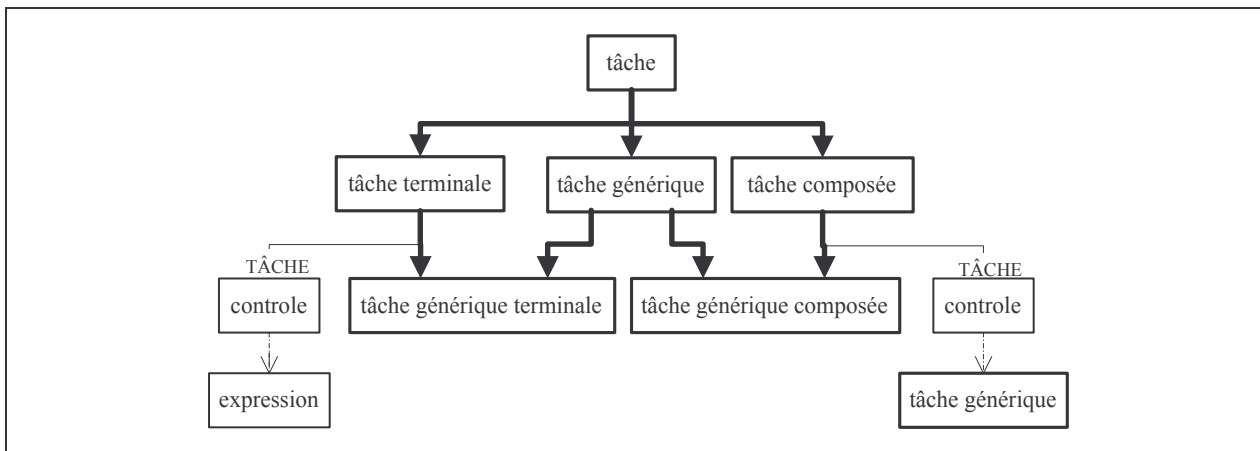 tâche
tâche terminale
tâche générique
tâche composée
TÂCHE
TÂCHE
controle
tâche générique terminale
tâche générique composée
controle
expression
tâche générique